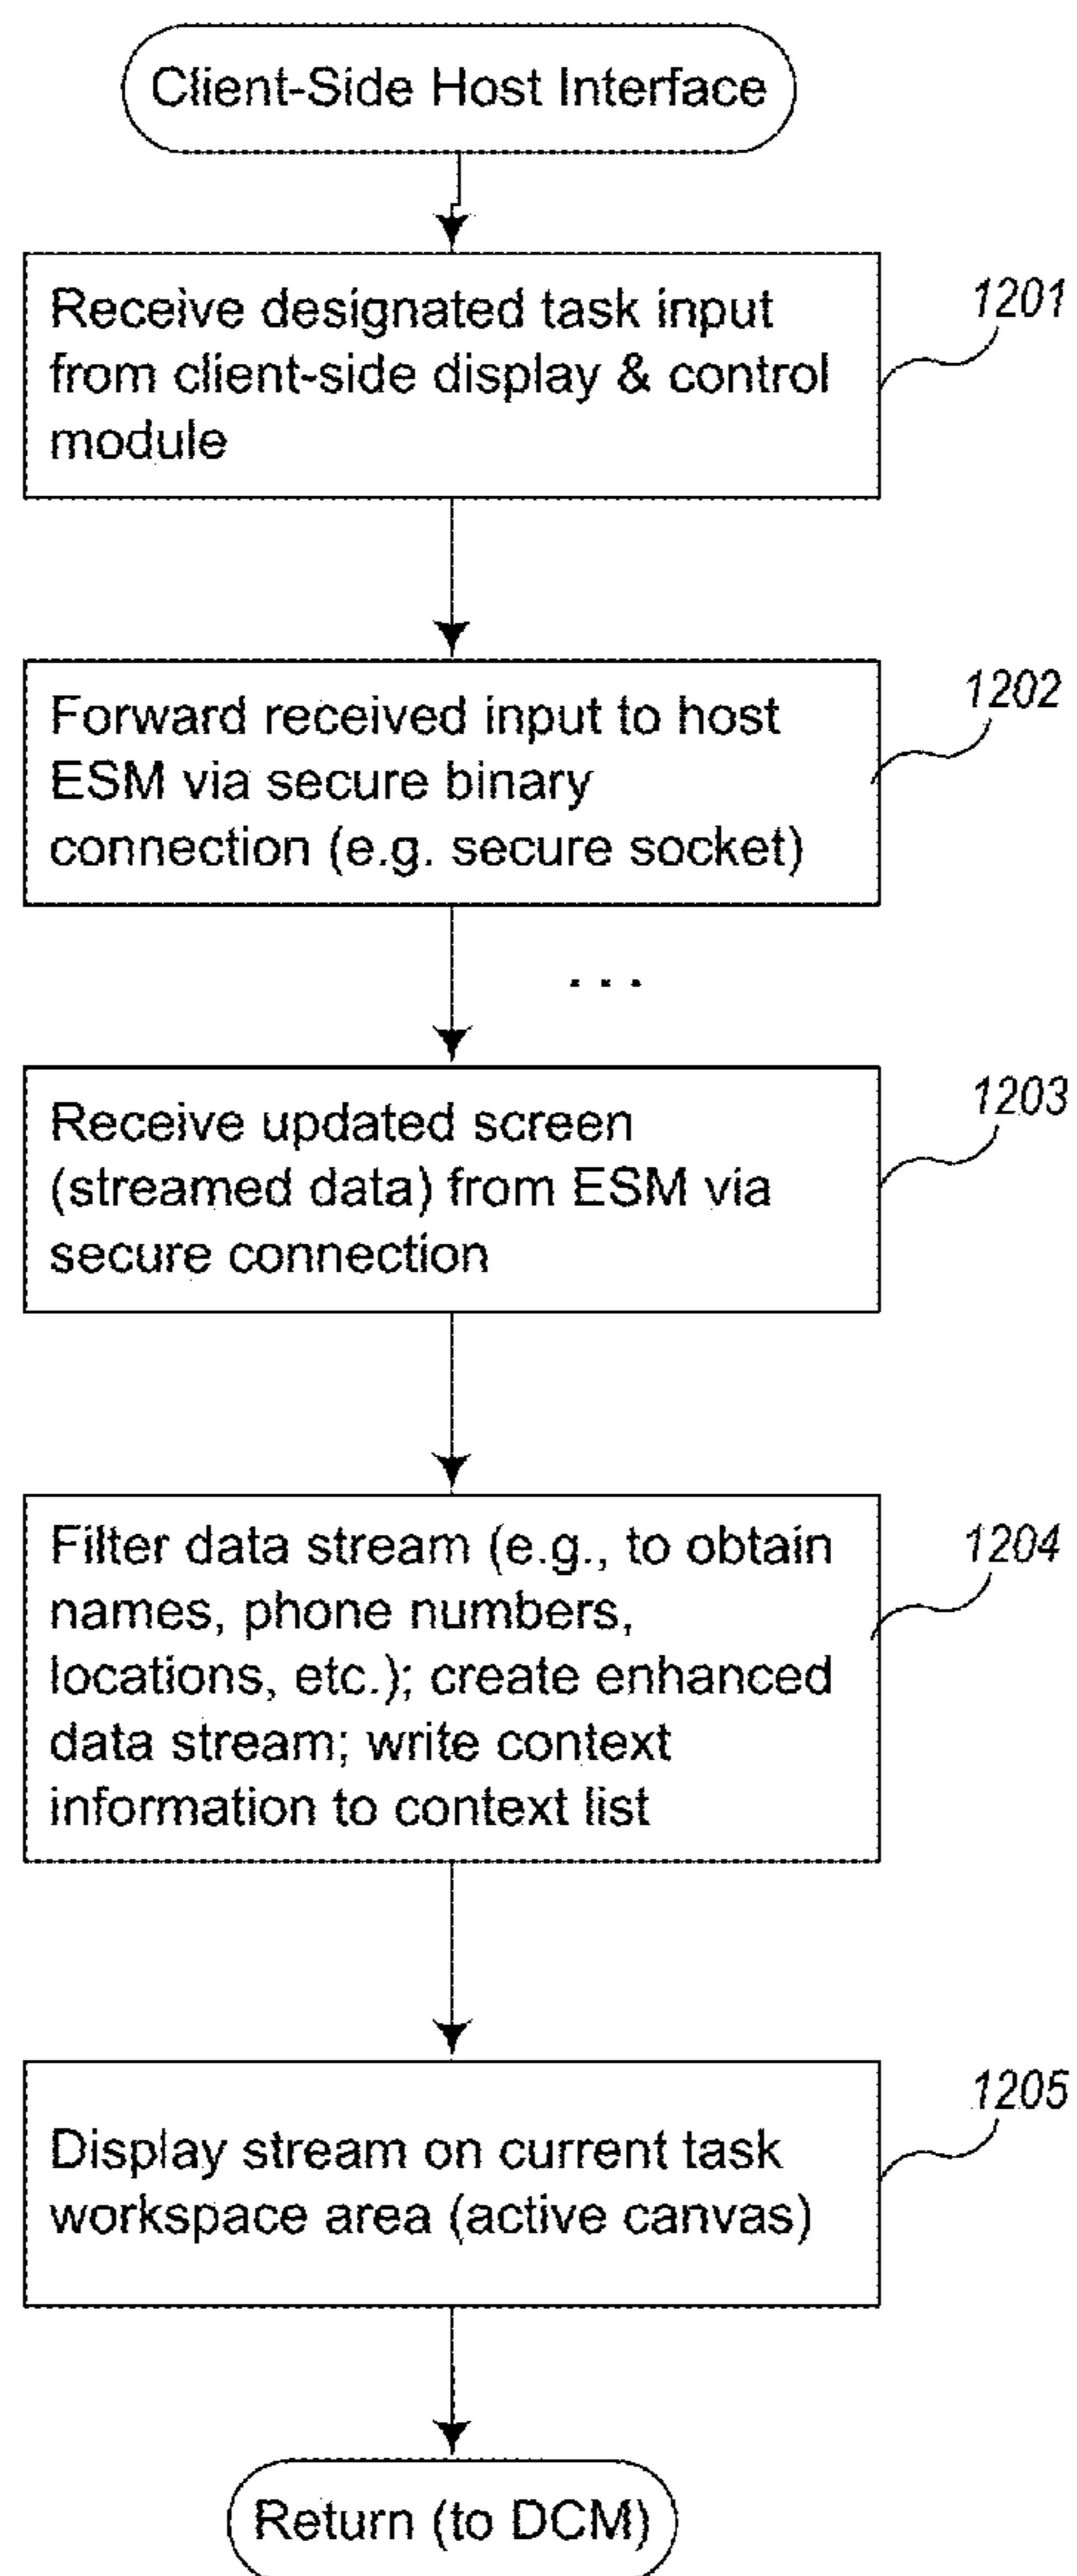 Client-Side Host Interface
Receive designated task input
from client-side display & control
module
1201
Forward received input to host
ESM via secure binary
connection (e.g. secure socket)
1202
. . .
Receive updated screen
(streamed data) from ESM via
secure connection
1203
Filter data stream (e.g., to obtain
names, phone numbers,
locations, etc.); create enhanced
data stream; write context
information to context list
1204
Display stream on current task
workspace area (active canvas)
1205
Return (to DCM)